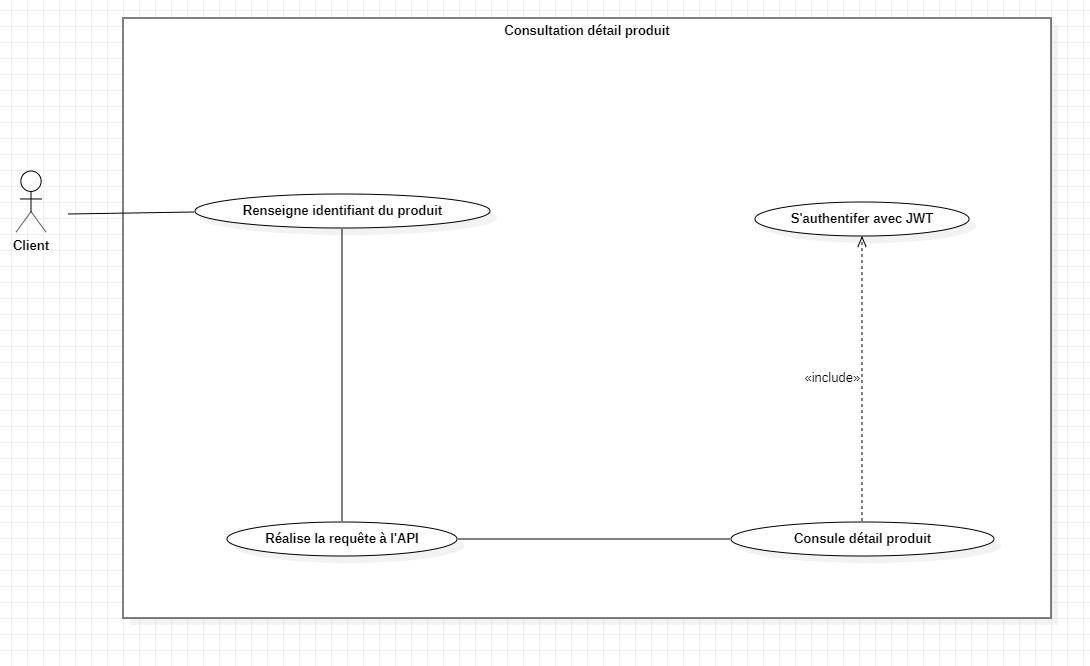 Consultation détail produit
Client
Renseigne identifiant du produit
S'authentifer avec JWT
«include»
Réalise la requête à l'API
Consule détail produit